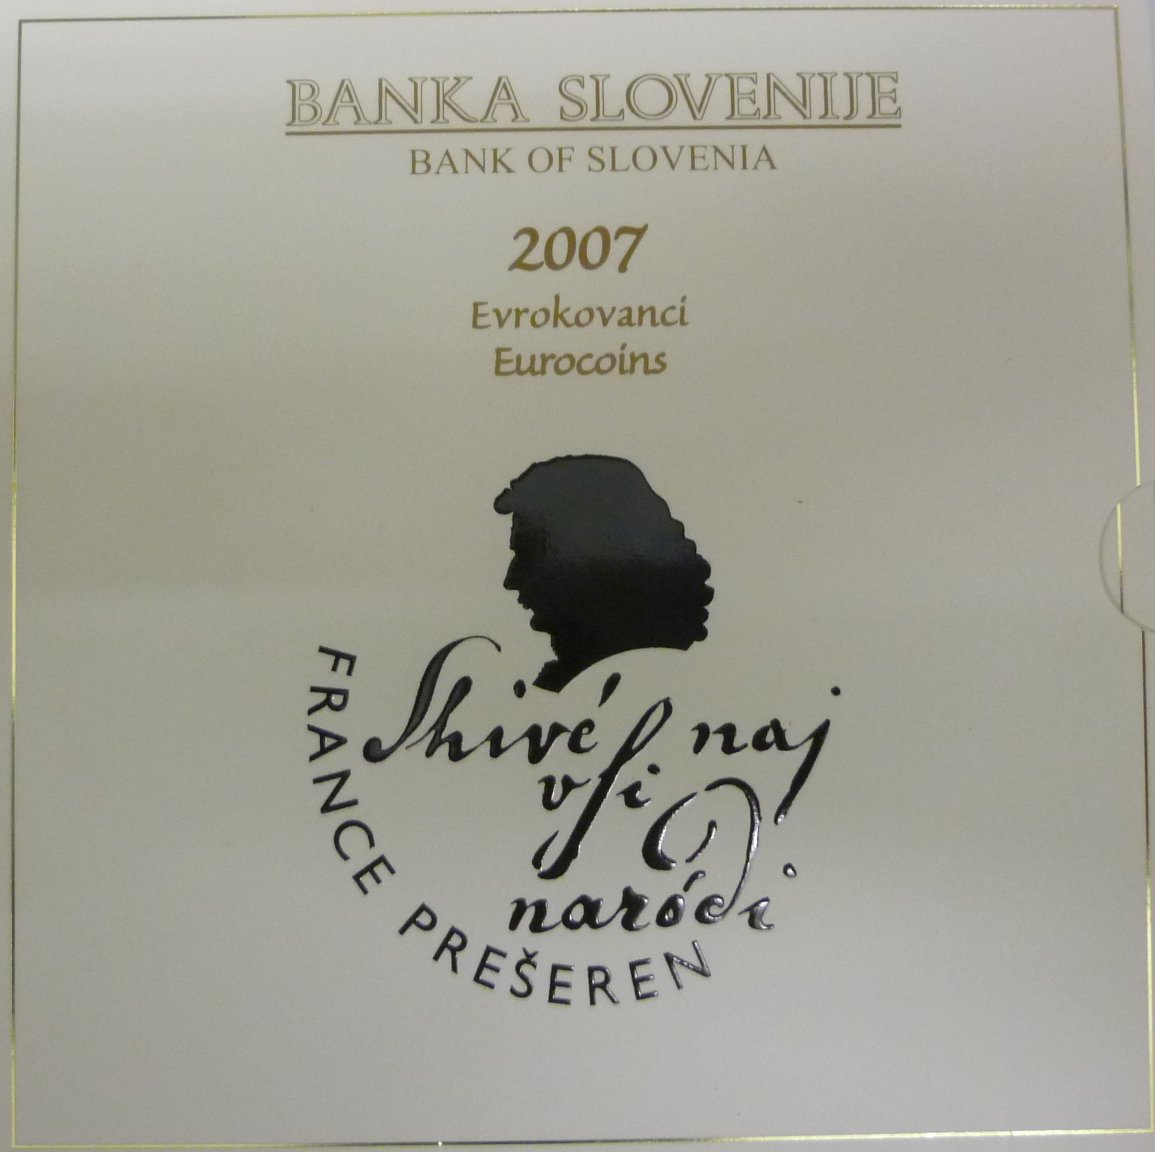 BANKA SLOVENIJE
BANK OF SLOVENIA
2007
Evrokovanci
Eurocoins
Shivé naj
vſi
naródi
FRANCE PREŠEREN